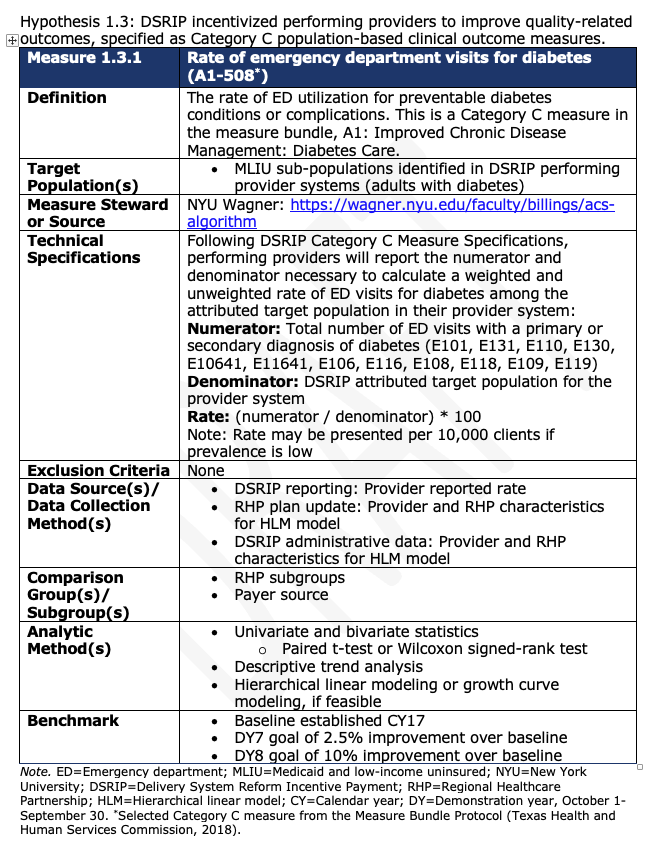 Hypothesis 1.3: DSRIP incentivized performing providers to improve quality-related
outcomes, specified as Category C population-based clinical outcome measures.
Measure 1.3.1
Rate of emergency department visits for diabetes
(A1-508*)
Definition
The rate of ED utilization for preventable diabetes
conditions or complications. This is a Category C measure in
the measure bundle, A1: Improved Chronic Disease
Management: Diabetes Care.
Target
Population(s)
• MLIU sub-populations identified in DSRIP performing
provider systems (adults with diabetes)
Measure Steward
or Source
NYU Wagner: https://wagner.nyu.edu/faculty/billings/acs-
algorithm
Technical
Specifications
Following DSRIP Category C Measure Specifications,
performing providers will report the numerator and
denominator necessary to calculate a weighted and
unweighted rate of ED visits for diabetes among the
attributed target population in their provider system:
Numerator: Total number of ED visits with a primary or
secondary diagnosis of diabetes (E101, E131, E110, E130,
E10641, E11641, E106, E116, E108, E118, E109, E119)
Denominator: DSRIP attributed target population for the
provider system
Rate: (numerator / denominator) * 100
Note: Rate may be presented per 10,000 clients if
prevalence is low
Exclusion Criteria
None
Data Source(s)/
Data Collection
Method(s)
• DSRIP reporting: Provider reported rate
• RHP plan update: Provider and RHP characteristics
for HLM model
• DSRIP administrative data: Provider and RHP
characteristics for HLM model
Comparison
Group(s)/
Subgroup(s)
• RHP subgroups
• Payer source
Analytic
Method(s)
• Univariate and bivariate statistics
o Paired t-test or Wilcoxon signed-rank test
• Descriptive trend analysis
• Hierarchical linear modeling or growth curve
modeling, if feasible
Benchmark
• Baseline established CY17
• DY7 goal of 2.5% improvement over baseline
• DY8 goal of 10% improvement over baseline
Note. ED=Emergency department; MLIU=Medicaid and low-income uninsured; NYU=New York
University; DSRIP=Delivery System Reform Incentive Payment; RHP=Regional Healthcare
Partnership; HLM=Hierarchical linear model; CY=Calendar year; DY=Demonstration year, October 1-
September 30. *Selected Category C measure from the Measure Bundle Protocol (Texas Health and
Human Services Commission, 2018).